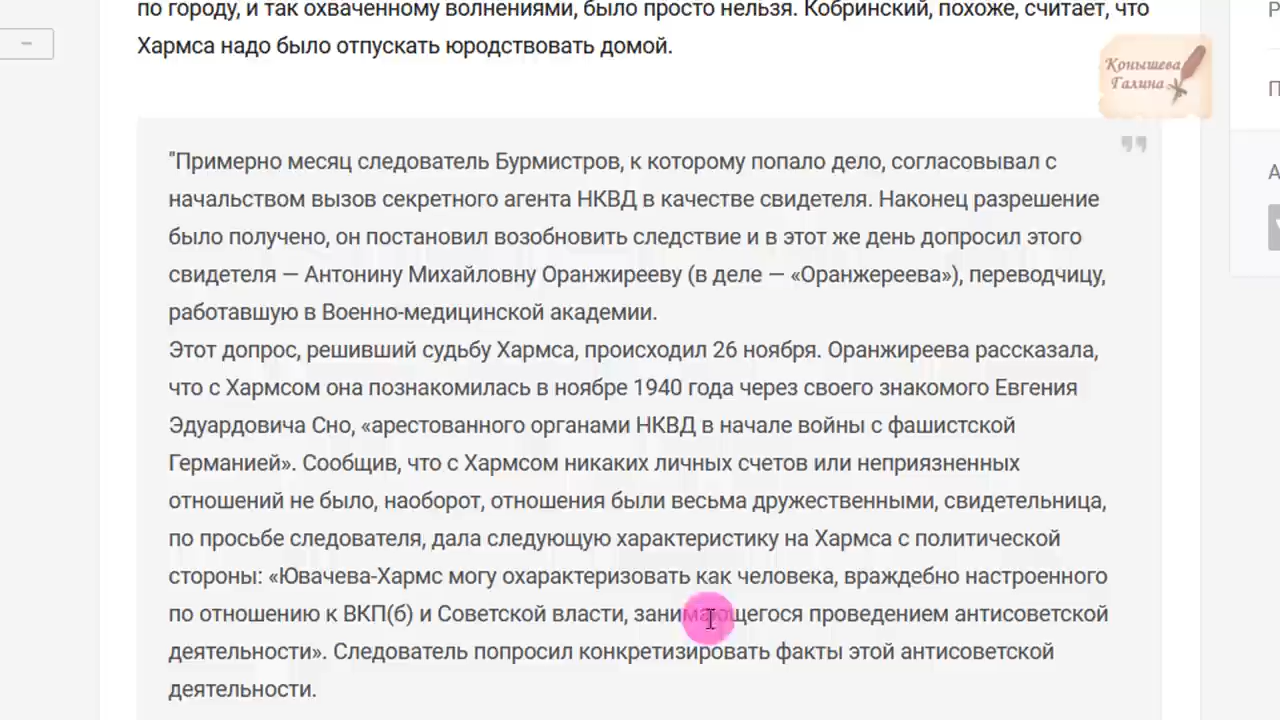 по городу, и так охваченному волнениями, было просто нельзя. Кобринский, похоже, считает, что
Хармса надо было отпускать юродствовать домой.
Конышева
Галина
"Примерно месяц следователь Бурмистров, к которому попало дело, согласовывал с
начальством вызов секретного агента НКВД в качестве свидетеля. Наконец разрешение
было получено, он постановил возобновить следствие и в этот же день допросил этого
свидетеля — Антонину Михайловну Оранжирееву (в деле — «Оранжереева»), переводчицу,
работавшую в Военно-медицинской академии.
Этот допрос, решивший судьбу Хармса, происходил 26 ноября. Оранжиреева рассказала,
что с Хармсом она познакомилась в ноябре 1940 года через своего знакомого Евгения
Эдуардовича Сно, «арестованного органами НКВД в начале войны с фашистской
Германией». Сообщив, что с Хармсом никаких личных счетов или неприязненных
отношений не было, наоборот, отношения были весьма дружественными, свидетельница,
по просьбе следователя, дала следующую характеристику на Хармса с политической
стороны: «Ювачева-Хармс могу охарактеризовать как человека, враждебно настроенного
по отношению к ВКП(б) и Советской власти, занимающегося проведением антисоветской
деятельности». Следователь попросил конкретизировать факты этой антисоветской
деятельности.